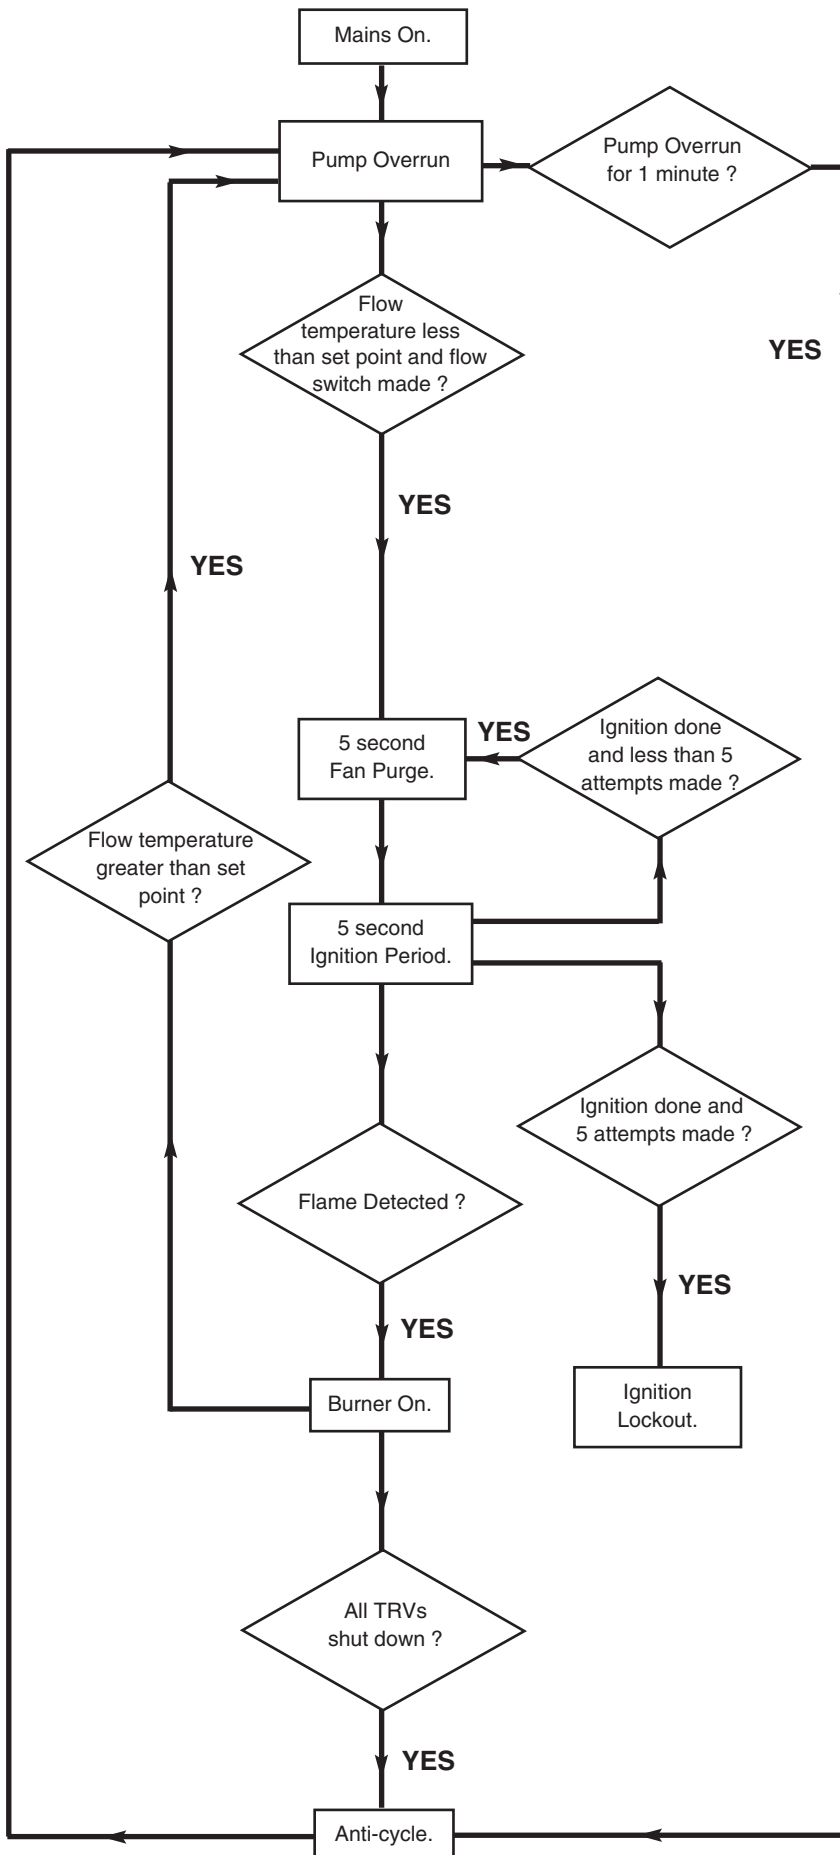 Mains On.
Pump Overrun
Pump Overrun
for 1 minute ?
Flow
temperature less
than set point and flow
switch made ?
YES
YES
YES
5 second
Fan Purge.
YES
Ignition done
and less than 5
attempts made ?
Flow temperature
greater than set
point ?
5 second
Ignition Period.
Ignition done and
5 attempts made ?
Flame Detected ?
YES
YES
Burner On.
Ignition
Lockout.
All TRVs
shut down ?
YES
Anti-cycle.